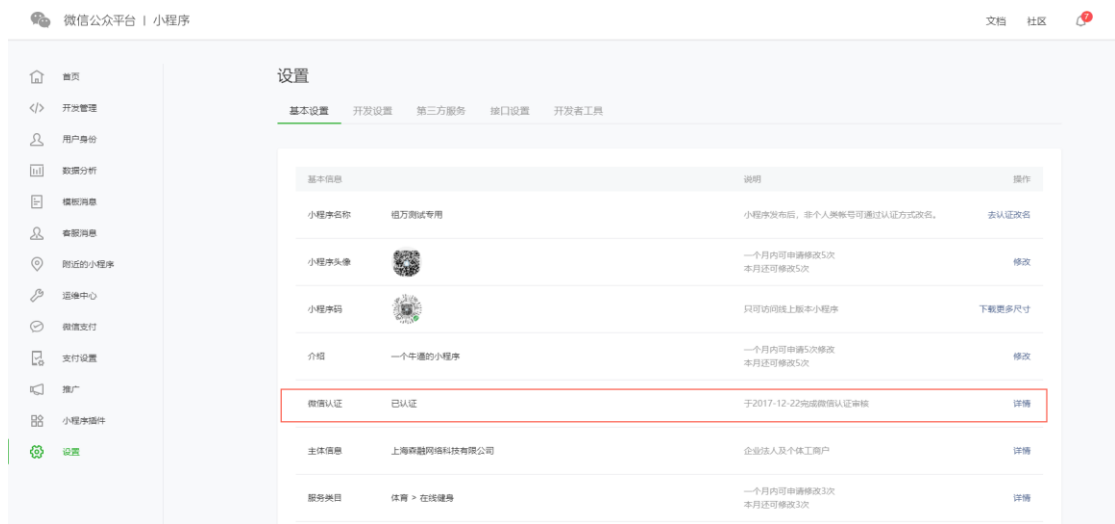 微信公众平台 | 小程序
文档 社区 7
首页
开发管理
用户身份
数据分析
模板消息
客服消息
附近的小程序
运维中心
微信支付
支付设置
推广
小程序插件
设置
设置
基本设置 开发设置 第三方服务 接口设置 开发者工具
基本信息 说明 操作
小程序名称 祖万测试专用 小程序发布后，非个人类帐号可通过认证方式改名。 去认证改名
小程序头像 一个月内可申请修改5次 修改
本月还可修改5次
小程序码 只可访问线上版本小程序 下载更多尺寸
介绍 一个牛逼的小程序 一个月内可申请5次修改 修改
本月还可修改5次
微信认证 已认证 于2017-12-22完成微信认证审核 详情
主体信息 上海森融网络科技有限公司 企业法人及个体工商户 详情
服务类目 体育 > 在线健身 一个月内可申请修改3次 详情
本月还可修改3次